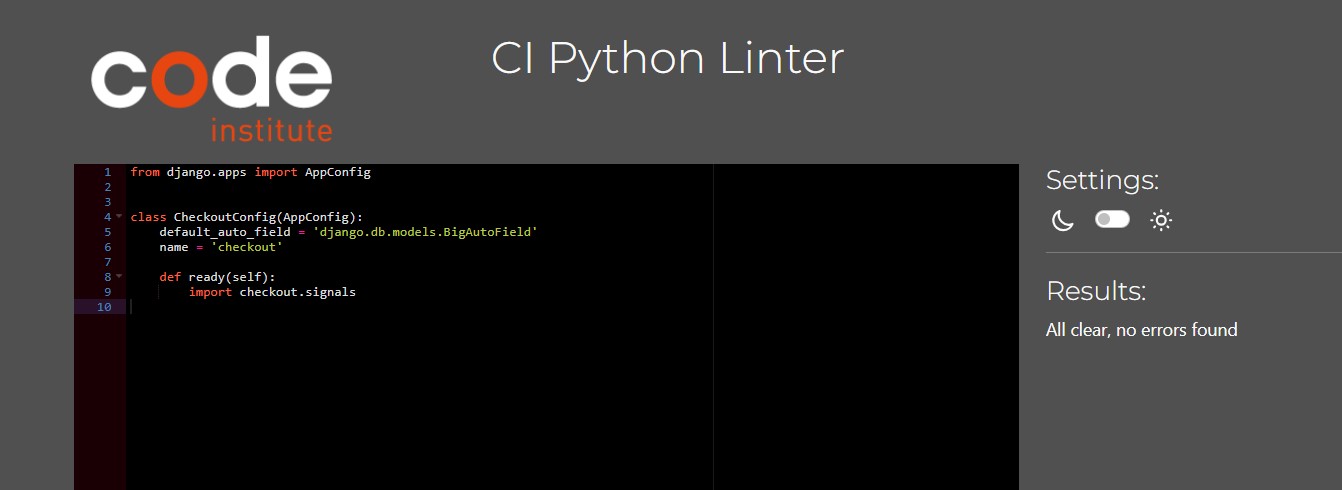 code
institute
CI Python Linter
1 from django.apps import AppConfig
2
3
4 class CheckoutConfig(AppConfig):
5     default_auto_field = 'django.db.models.BigAutoField'
6     name = 'checkout'
7
8     def ready(self):
9         import checkout.signals
10
Settings:
Results:
All clear, no errors found